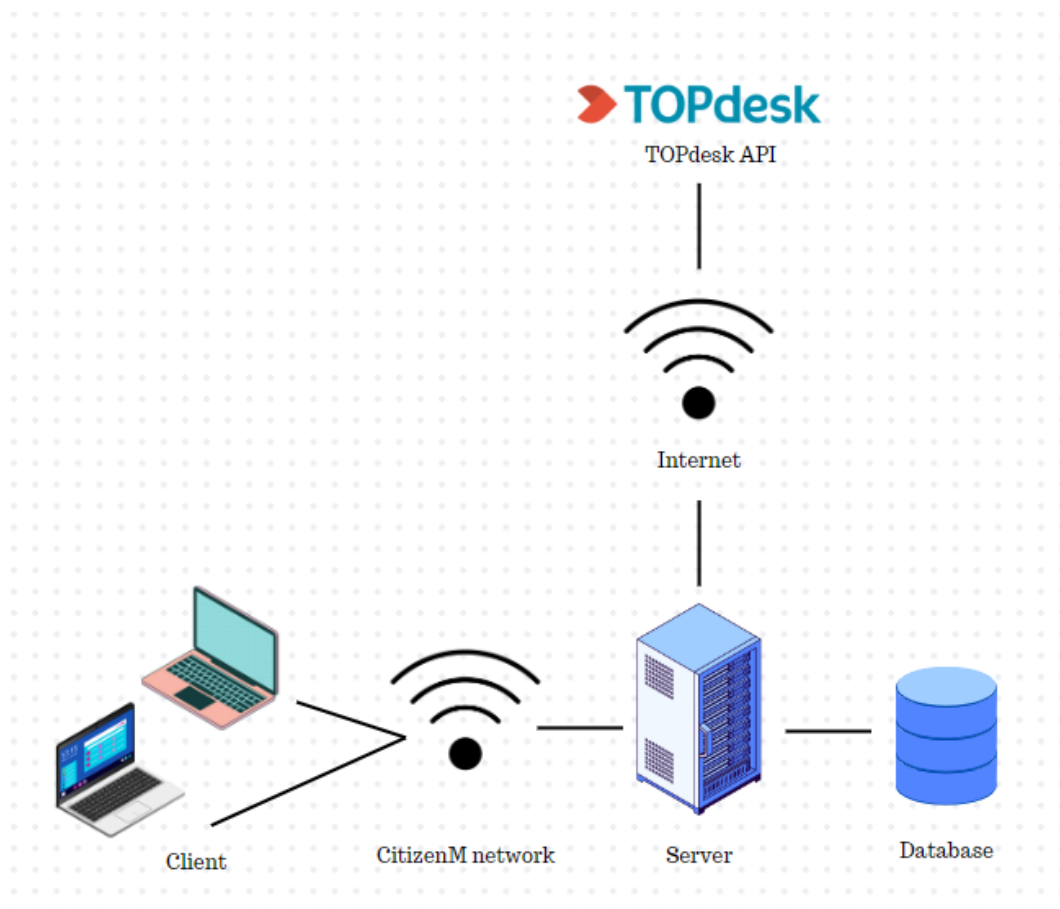 TOPdesk
TOPdesk API
Internet
Client
CitizenM network
Server
Database